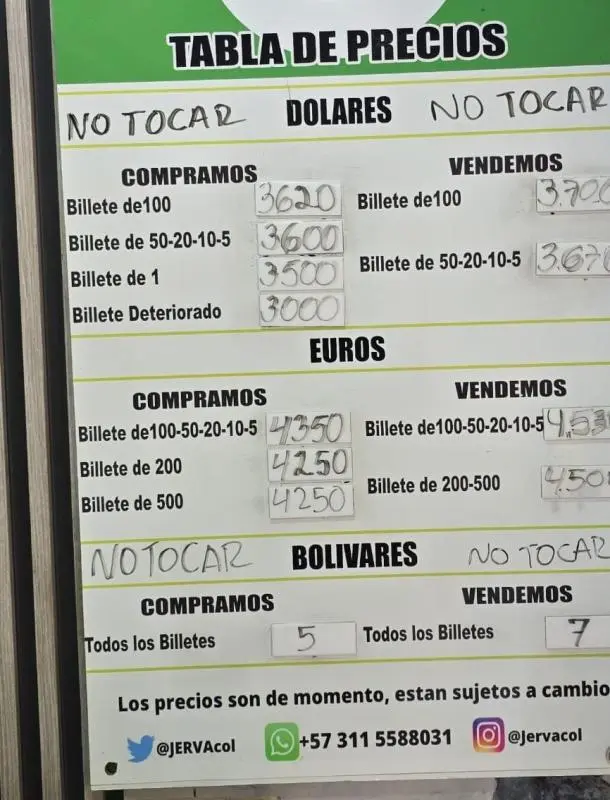 TABLA DE PRECIOS
NO TOCAR DOLARES NO TOCAR
COMPRAMOS VENDEMOS
Billete de100 3620 Billete de100
Billete de 50-20-10-5 3600
Billete de 1 3500 Billete de 50-20-10-5
Billete Deteriorado 3000
EUROS
COMPRAMOS VENDEMOS
Billete de100-50-20-10-5 4350 Billete de100-50-20-10-5
Billete de 200 4250
Billete de 500 4250 Billete de 200-500
NO TOCAR BOLIVARES NO TOCAR
COMPRAMOS VENDEMOS
Todos los Billetes 5 Todos los Billetes 7
Los precios son de momento, estan sujetos a cambio
@JERVAcol +57 311 5588031 @Jervacol